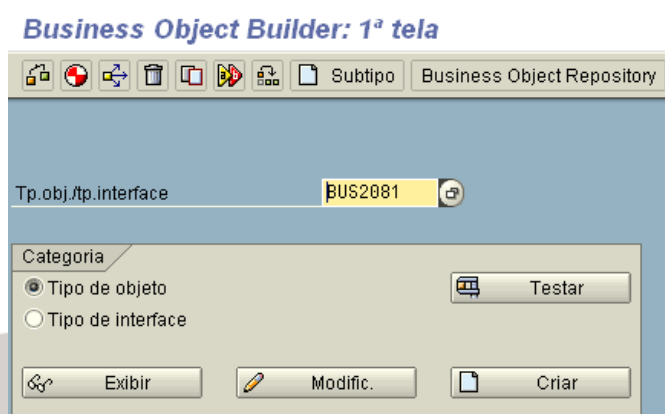 Business Object Builder: 1ª tela
Subtipo Business Object Repository
Tp.obj./tp.interface BUS2081
Categoria
Tipo de objeto Testar
Tipo de interface
Exibir Modific. Criar